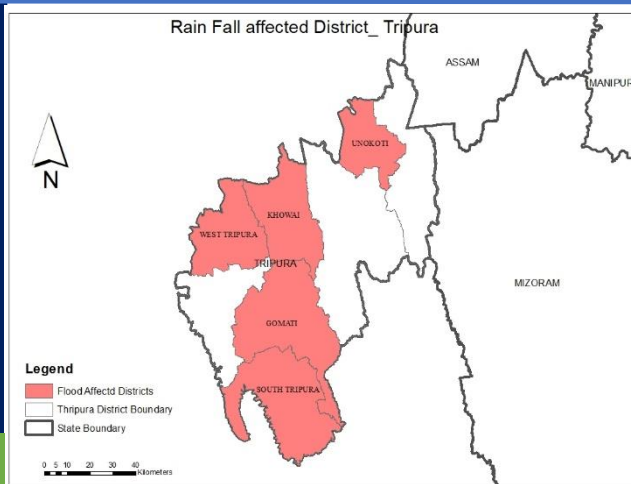 Rain Fall affected District_ Tripura
ASSAM
MANIPUR
UNOKOTI
N
KHOWAI
WEST TRIPURA
TRIPURA
MIZORAM
GOMATI
Legend
SOUTH TRIPURA
Flood Affectd Districts
Thripura District Boundary
State Boundary
0 5 10 20 30 40
Kilometers